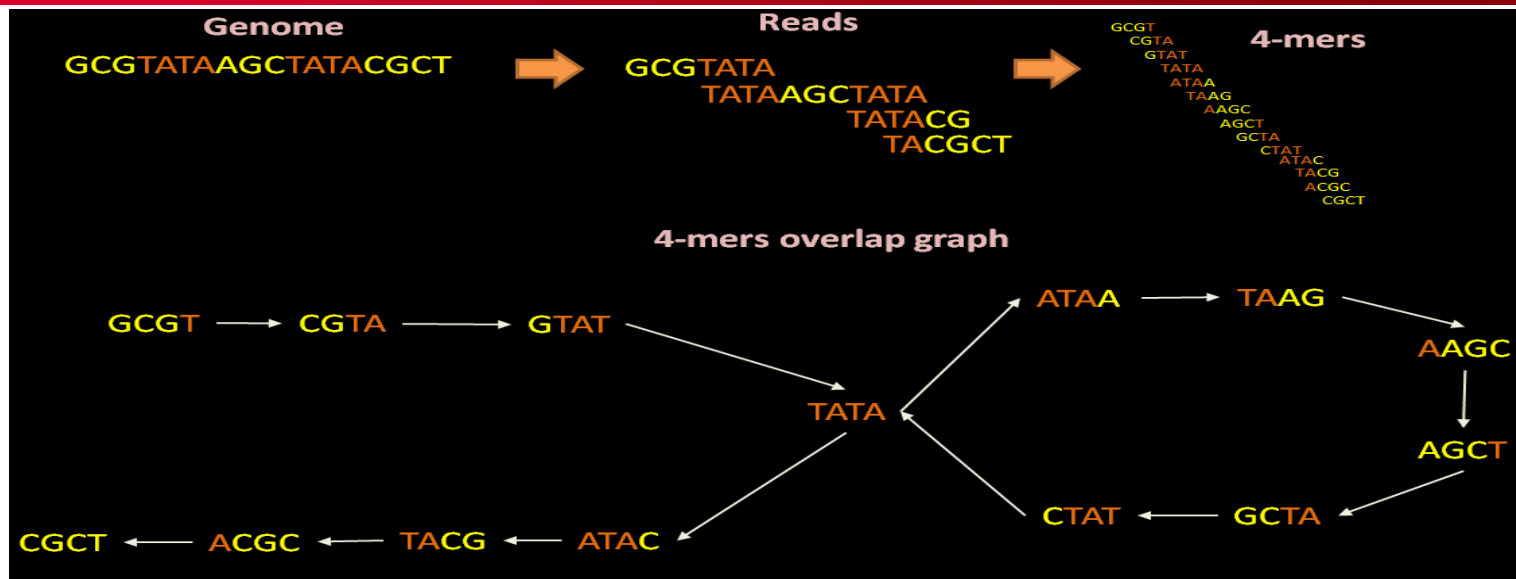 Genome
GCGTATAAGCTATACGCT
Reads
GCGTATA
TATAAGCTATA
TATACG
TACGCT
4-mers
GCGT
CGTA
GTAT
TATA
ATAA
TAAG
AAGC
AGCT
GCTA
CTAT
ATAC
TACG
ACGC
CGCT
4-mers overlap graph
GCGT
CGTA
GTAT
TATA
ATAA
TAAG
AAGC
AGCT
GCTA
CTAT
ATAC
TACG
ACGC
CGCT